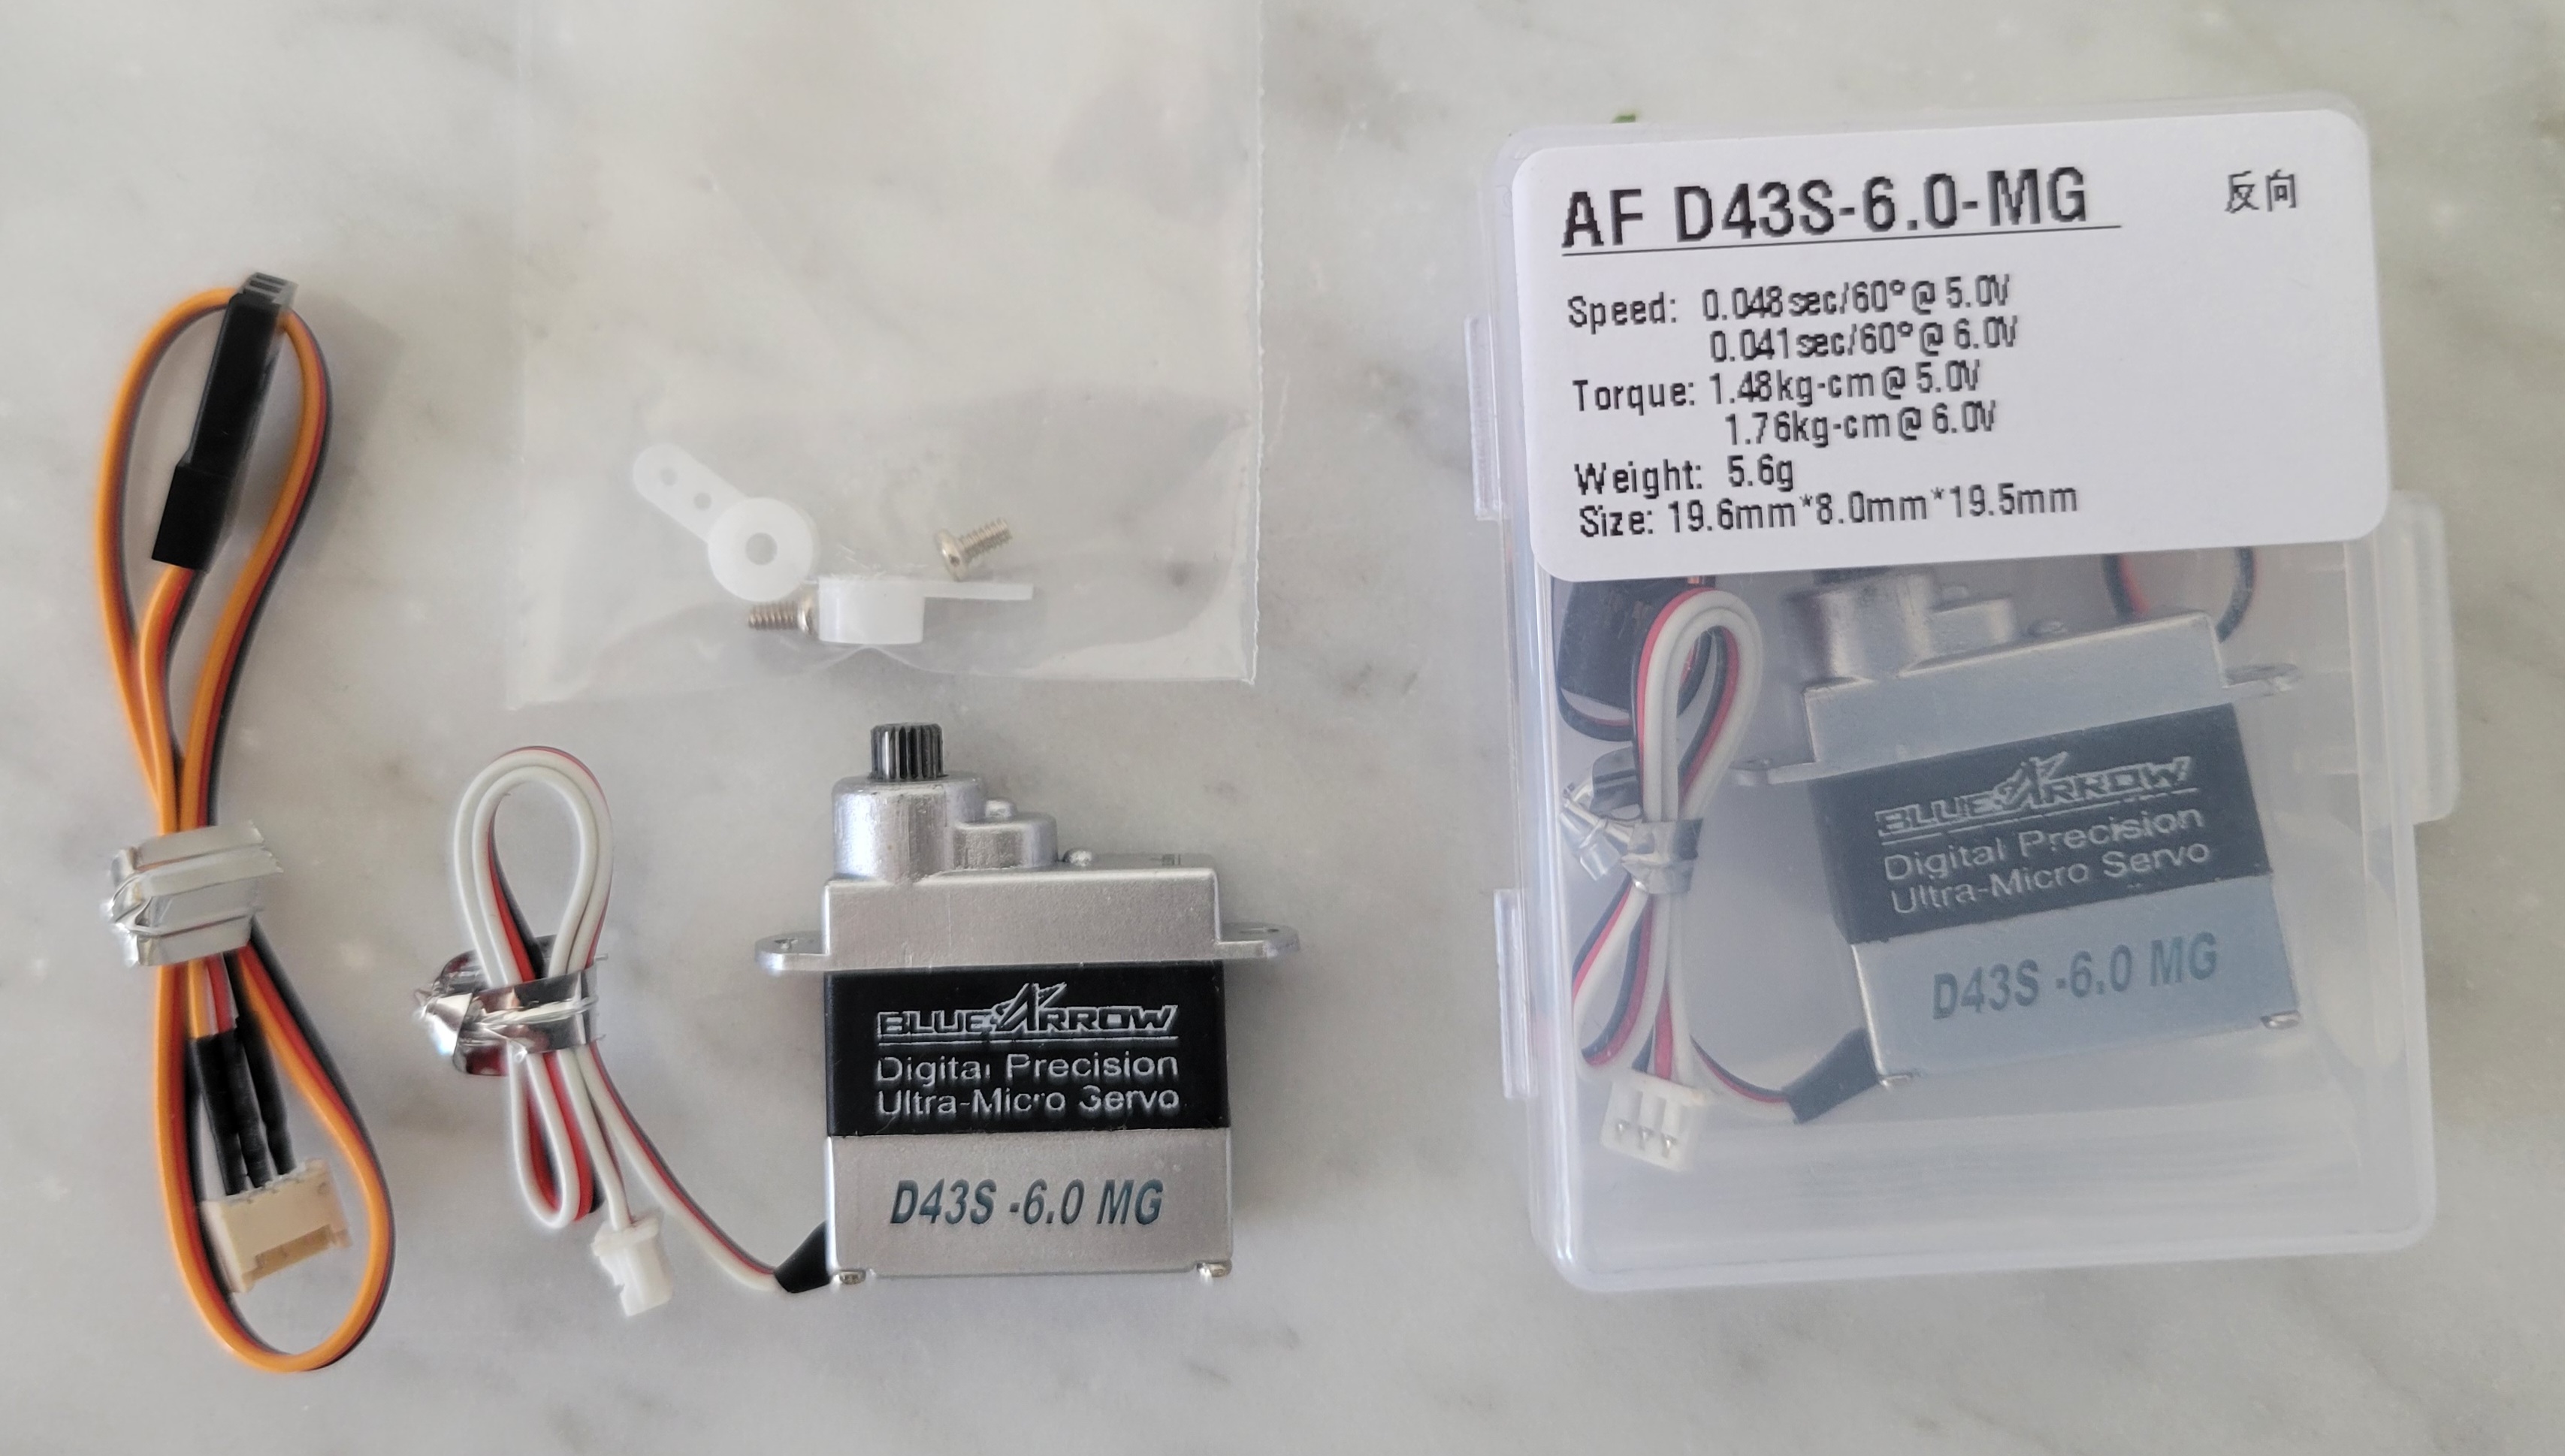 AF D43S-6.0-MG 反向
Speed: 0.048sec/60°@5.0V
0.041sec/60°@6.0V
Torque: 1.48kg-cm@5.0V
1.76kg-cm@6.0V
Weight: 5.6g
Size: 19.6mm*8.0mm*19.5mm
BLUE ARROW
Digital Precision
Ultra-Micro Servo
D43S -6.0 MG
BLUE ARROW
Digital Precision
Ultra-Micro Servo
D43S -6.0 MG